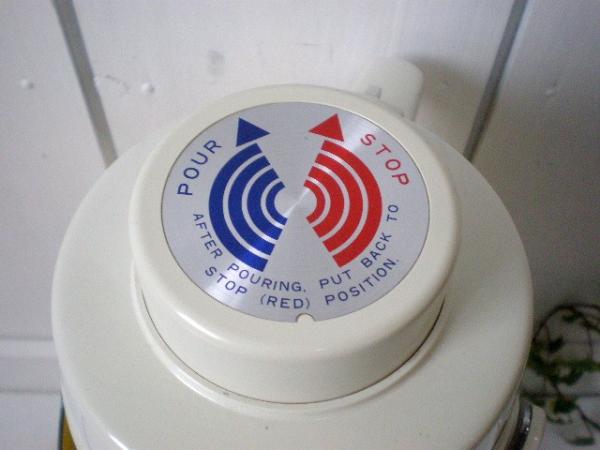 POUR
STOP
AFTER POURING, PUT BACK TO
STOP (RED) POSITION.